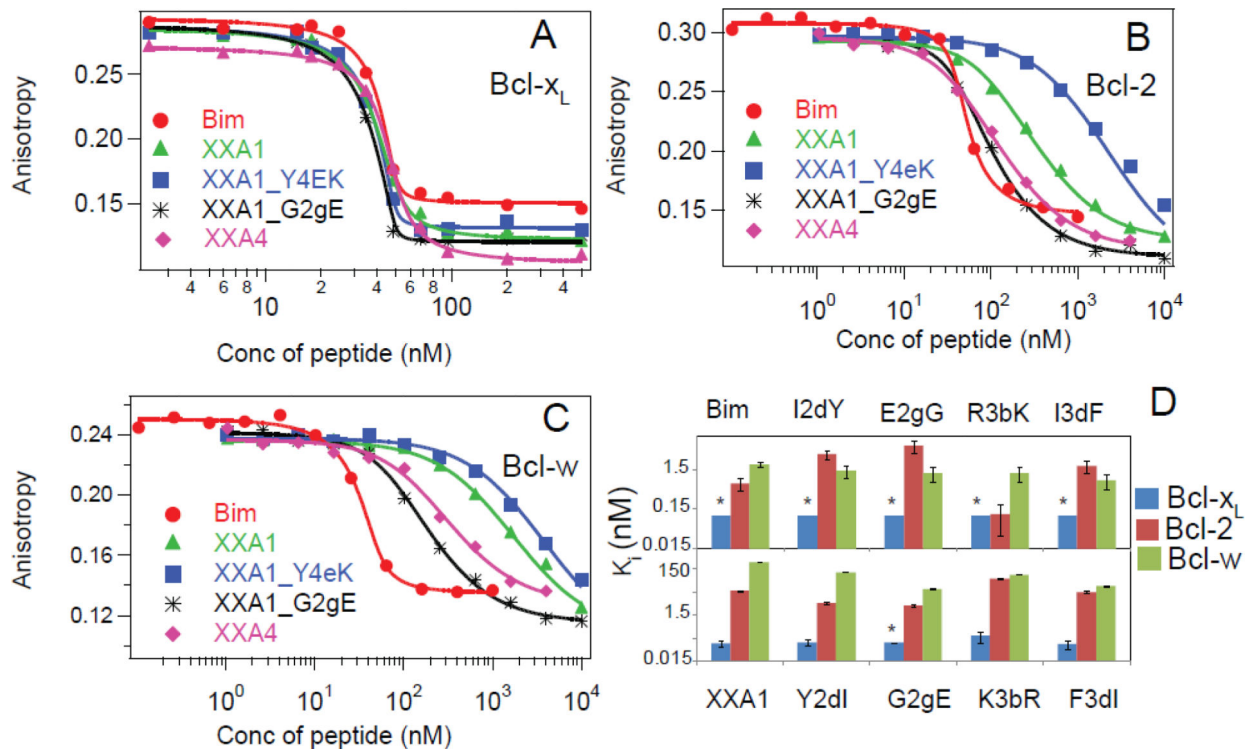 A
Bcl-xL
Anisotropy
0.25
0.20
0.15
Bim
XXA1
XXA1_Y4EK
XXA1_G2gE
XXA4
4 6 8 10 2 4 6 8 100 2 4
Conc of peptide (nM)
B
Bcl-2
Anisotropy
0.30
0.25
0.20
0.15
Bim
XXA1
XXA1_Y4eK
XXA1_G2gE
XXA4
10^0 10^1 10^2 10^3 10^4
Conc of peptide (nM)
C
Bcl-w
Anisotropy
0.24
0.20
0.16
0.12
Bim
XXA1
XXA1_Y4eK
XXA1_G2gE
XXA4
10^0 10^1 10^2 10^3 10^4
Conc of peptide (nM)
D
Bim I2dY E2gG R3bK I3dF
Ki (nM)
1.5
0.15
0.015
* * * * *
150
1.5
0.015
*
XXA1 Y2dI G2gE K3bR F3dI
Bcl-xL
Bcl-2
Bcl-w